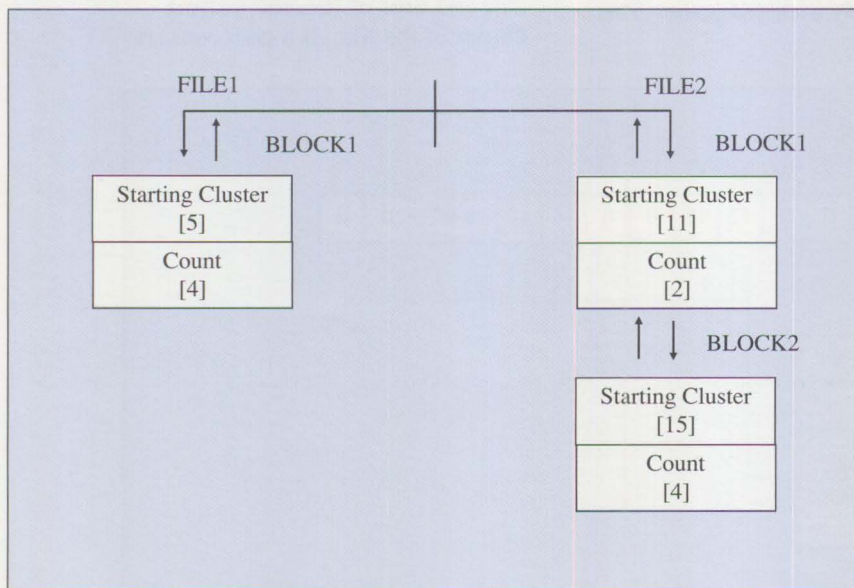 FILE1
FILE2
BLOCK1
BLOCK1
Starting Cluster
[5]
Count
[4]
Starting Cluster
[11]
Count
[2]
BLOCK2
Starting Cluster
[15]
Count
[4]